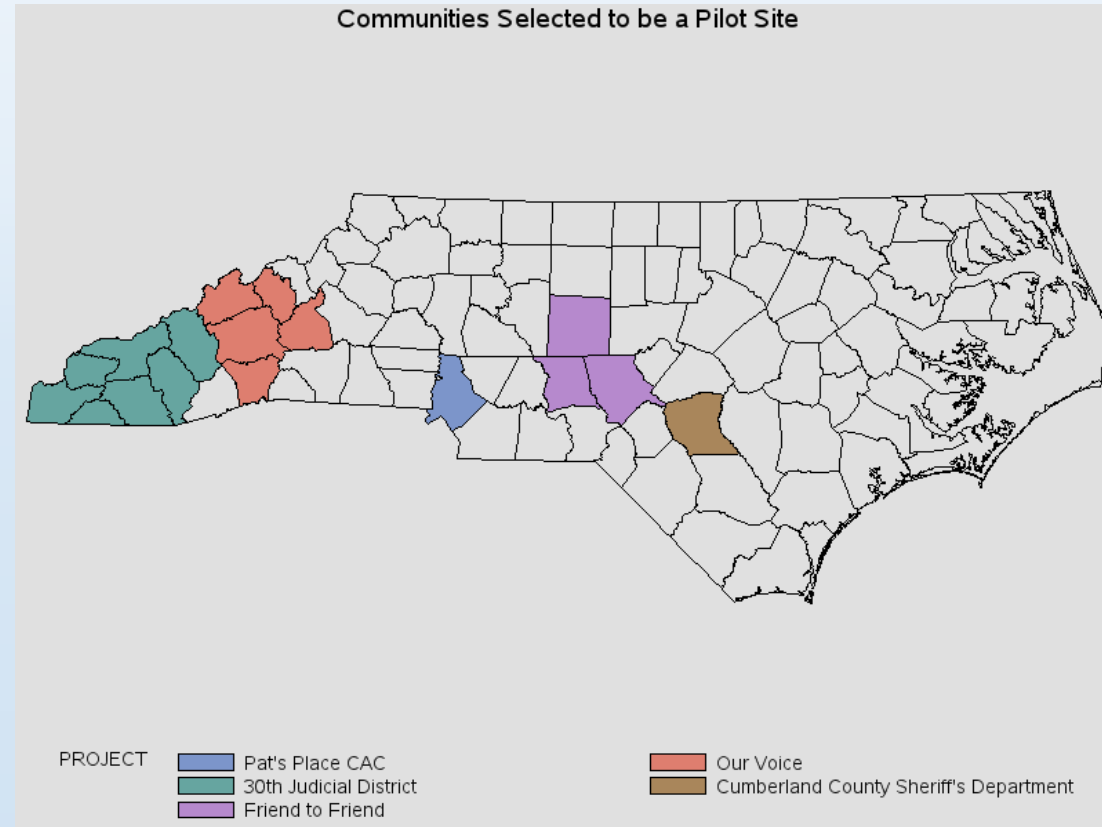 Communities Selected to be a Pilot Site
PROJECT
Pat's Place CAC
30th Judicial District
Friend to Friend
Our Voice
Cumberland County Sheriff's Department